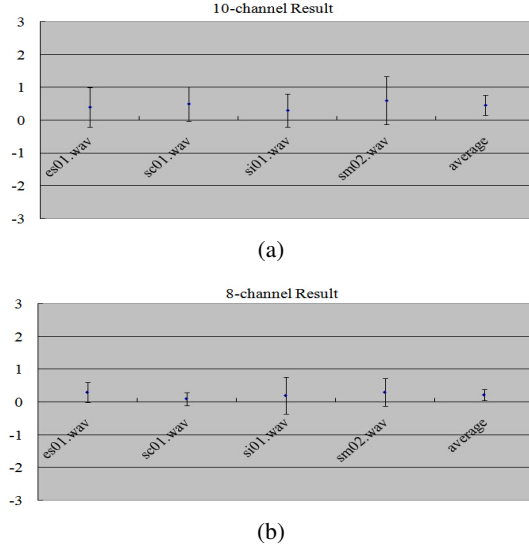 10-channel Result
3
2
1
0
-1
-2
-3
es01.wav
sc01.wav
si01.wav
sm02.wav
average
(a)
8-channel Result
3
2
1
0
-1
-2
-3
es01.wav
sc01.wav
si01.wav
sm02.wav
average
(b)